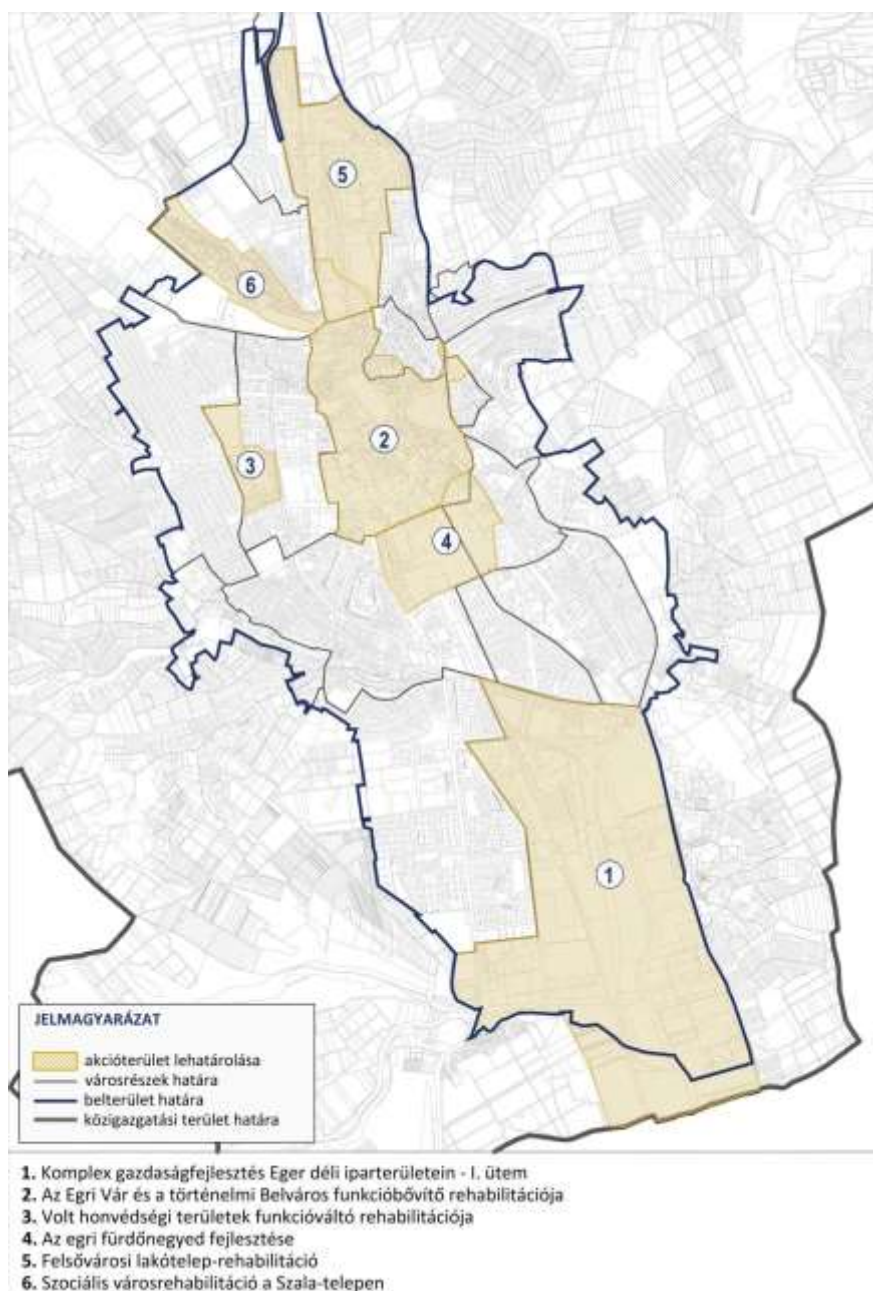 5
6
2
3
4
1
JELMAGYARÁZAT
akcióterület lehatárolása
városrészek határa
belterület határa
közigazgatási terület határa
1. Komplex gazdaságfejlesztés Eger déli iparterületein - I. ütem
2. Az Egri Vár és a történelmi Belváros funkcióbővítő rehabilitációja
3. Volt honvédségi területek funkcióváltó rehabilitációja
4. Az egri fürdőnegyed fejlesztése
5. Felsővárosi lakótelep-rehabilitáció
6. Szociális városrehabilitáció a Szala-telepen